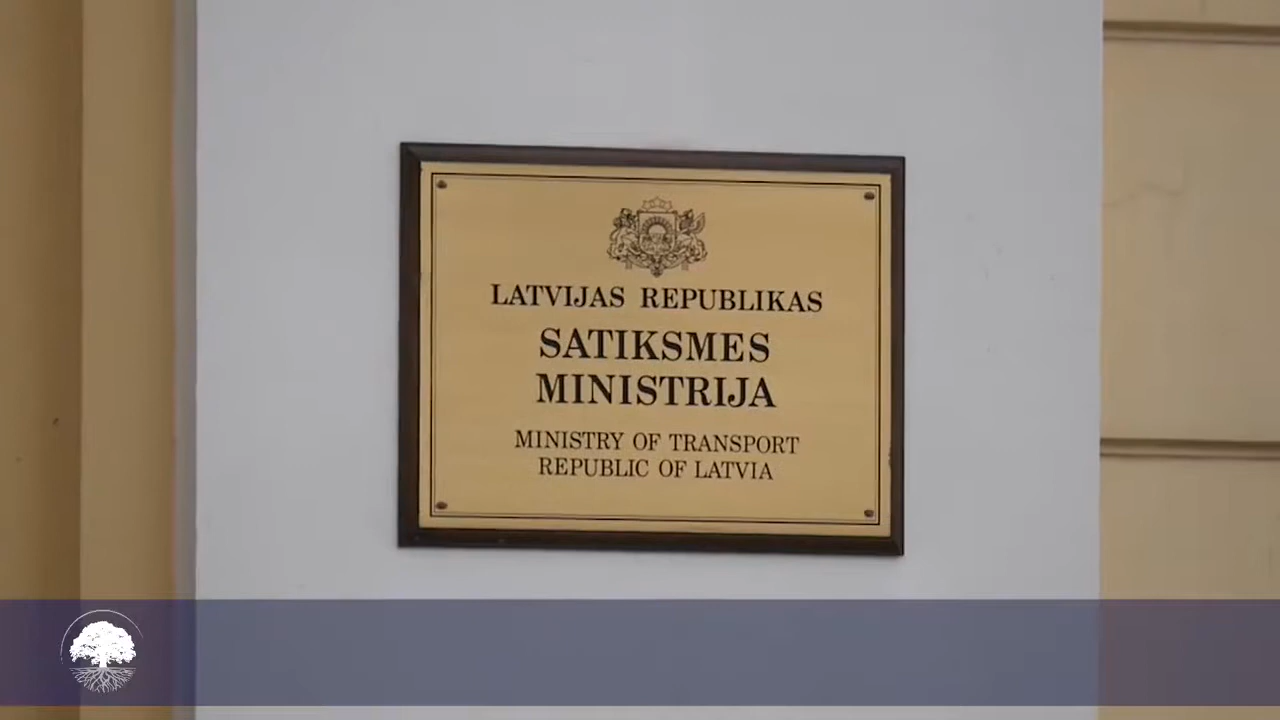 LATVIJAS REPUBLIKAS
SATIKSMES
MINISTRIJA
MINISTRY OF TRANSPORT
REPUBLIC OF LATVIA